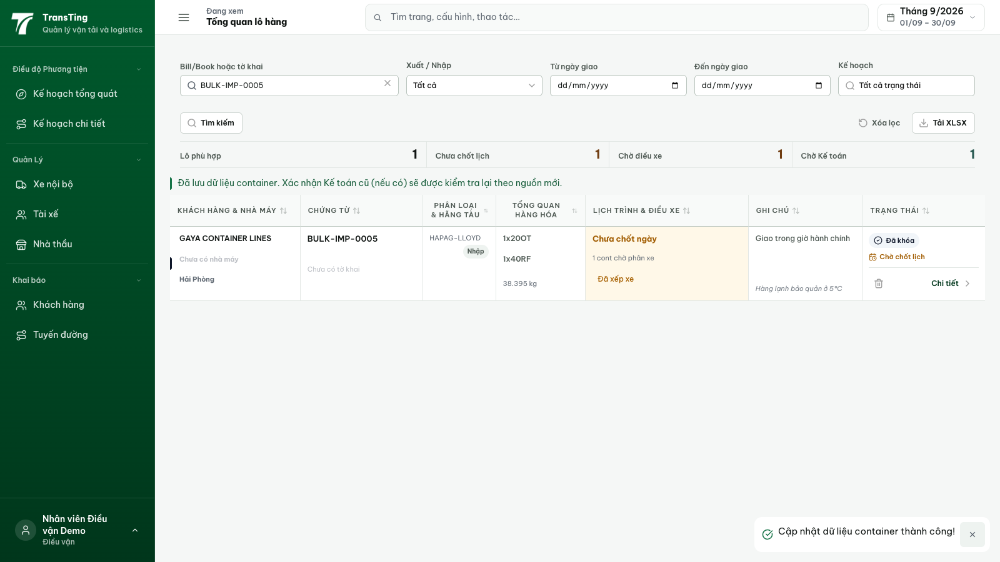 TransTing
Quản lý vận tải và logistics
Điều độ Phương tiện
Kế hoạch tổng quát
Kế hoạch chi tiết
Quản Lý
Xe nội bộ
Tài xế
Nhà thầu
Khai báo
Khách hàng
Tuyến đường
Nhân viên Điều
vận Demo
Điều vận
Đang xem
Tổng quan lô hàng
Tìm trang, cấu hình, thao tác...
Tháng 9/2026
01/09 – 30/09
Bill/Book hoặc tờ khai
BULK-IMP-0005
Xuất / Nhập
Tất cả
Từ ngày giao
dd/mm/yyyy
Đến ngày giao
dd/mm/yyyy
Kế hoạch
Tất cả trạng thái
Tìm kiếm
Xóa lọc
Tải XLSX
Lô phù hợp 1
Chưa chốt lịch 1
Chờ điều xe 1
Chờ Kế toán 1
Đã lưu dữ liệu container. Xác nhận Kế toán cũ (nếu có) sẽ được kiểm tra lại theo nguồn mới.
KHÁCH HÀNG & NHÀ MÁY
CHỨNG TỪ
PHÂN LOẠI
& HÃNG TÀU
TỔNG QUAN
HÀNG HÓA
LỊCH TRÌNH & ĐIỀU XE
GHI CHÚ
TRẠNG THÁI
GAYA CONTAINER LINES
Chưa có nhà máy
Hải Phòng
BULK-IMP-0005
Chưa có tờ khai
HAPAG-LLOYD
Nhập
1x20OT
1x40RF
38.395 kg
Chưa chốt ngày
1 cont chờ phân xe
Đã xếp xe
Giao trong giờ hành chính
Hàng lạnh bảo quản ở 5°C
Đã khóa
Chờ chốt lịch
Chi tiết
Cập nhật dữ liệu container thành công!